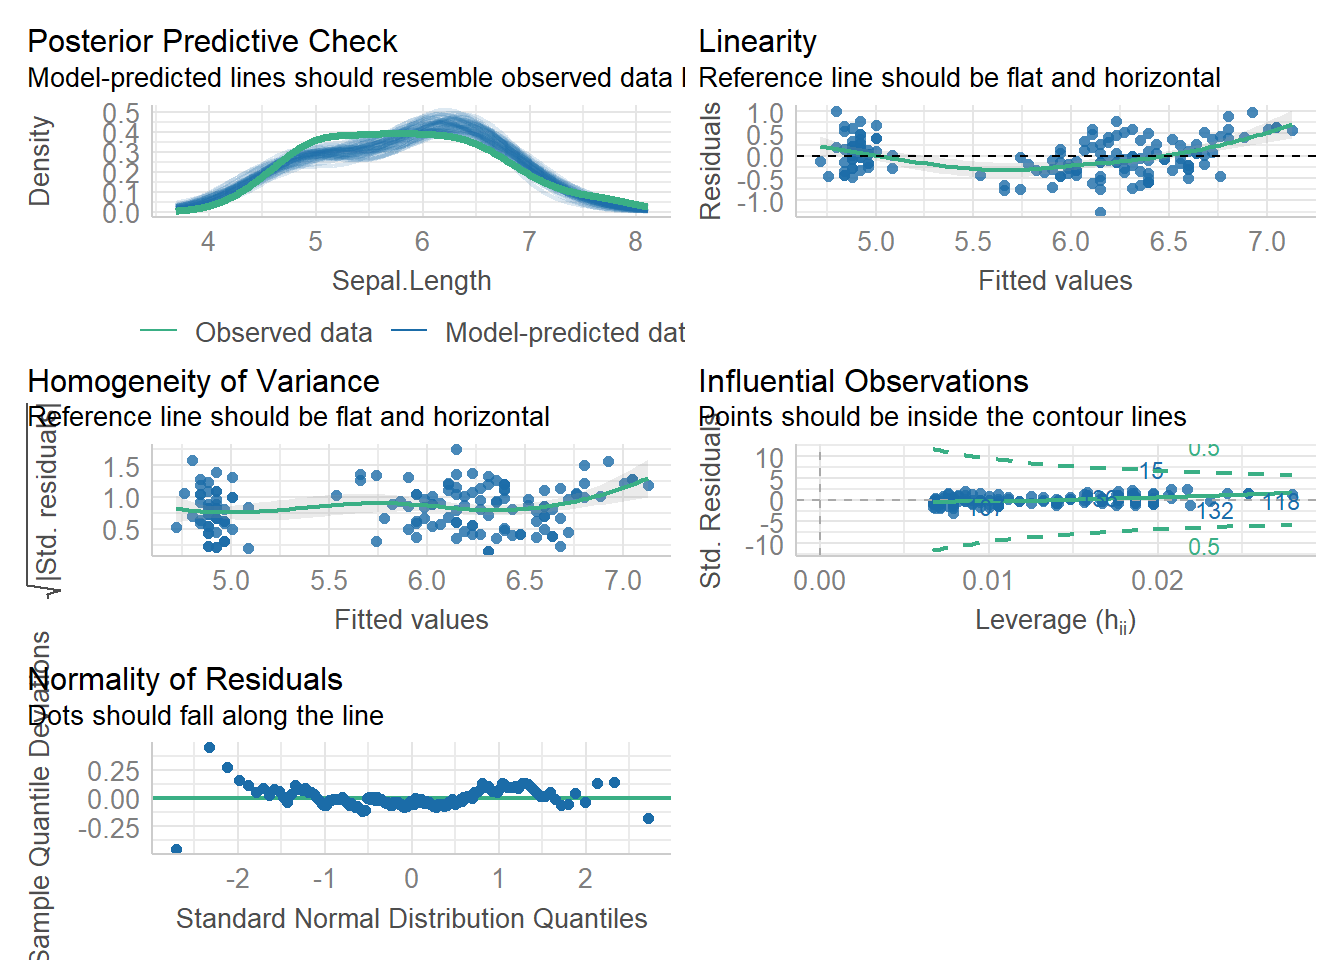 Posterior Predictive Check
Model-predicted lines should resemble observed data l
Density
0.5
0.4
0.3
0.2
0.1
0.0
4 5 6 7 8
Sepal.Length
Observed data Model-predicted dat
Linearity
Reference line should be flat and horizontal
Residuals
1.0
0.5
0.0
-0.5
-1.0
5.0 5.5 6.0 6.5 7.0
Fitted values
Homogeneity of Variance
Reference line should be flat and horizontal
√|Std. residuals|
1.5
1.0
0.5
5.0 5.5 6.0 6.5 7.0
Fitted values
Influential Observations
Points should be inside the contour lines
Std. Residuals
10
5
0
-5
-10
0.5
15
118
132
0.5
0.00 0.01 0.02
Leverage (hii)
Normality of Residuals
Dots should fall along the line
Sample Quantile Deviations
0.25
0.00
-0.25
-2 -1 0 1 2
Standard Normal Distribution Quantiles